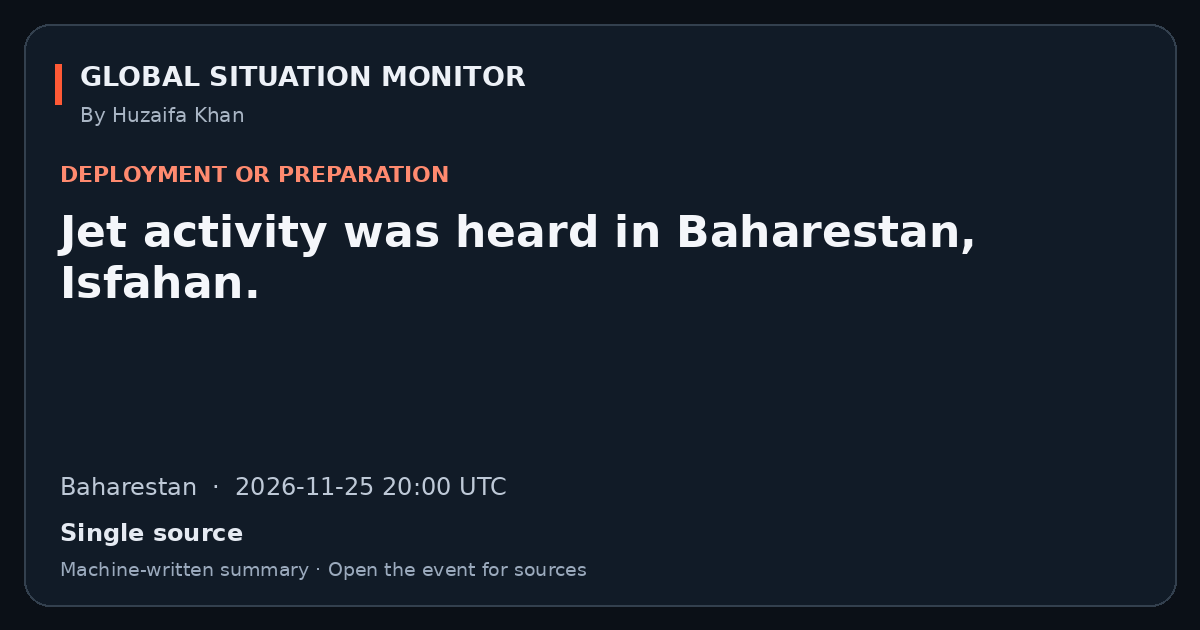 GLOBAL SITUATION MONITOR
By Huzaifa Khan
DEPLOYMENT OR PREPARATION
Jet activity was heard in Baharestan,
Isfahan.
Baharestan · 2026-11-25 20:00 UTC
Single source
Machine-written summary · Open the event for sources